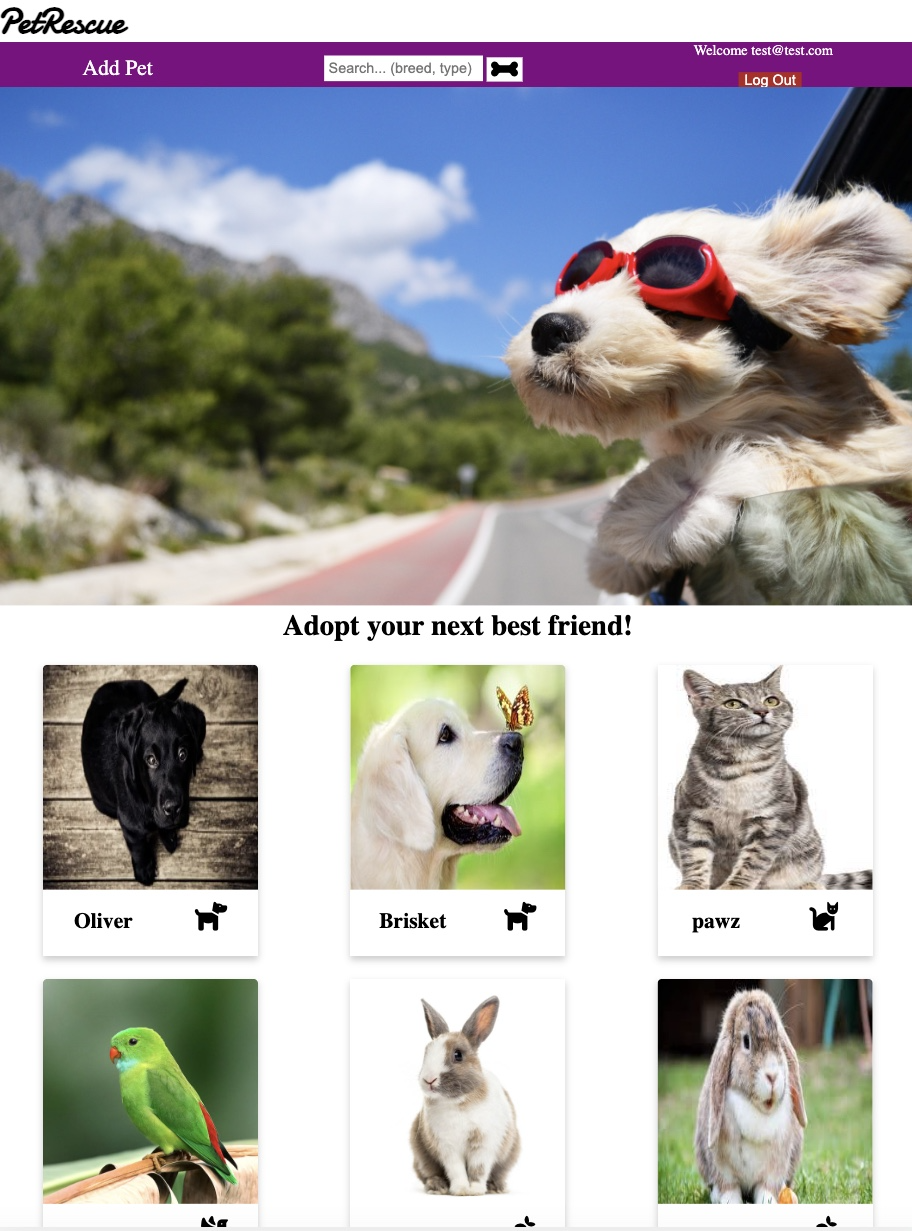 PetRescue
Add Pet
Search... (breed, type)
Welcome test@test.com
Log Out
Adopt your next best friend!
Oliver
Brisket
pawz